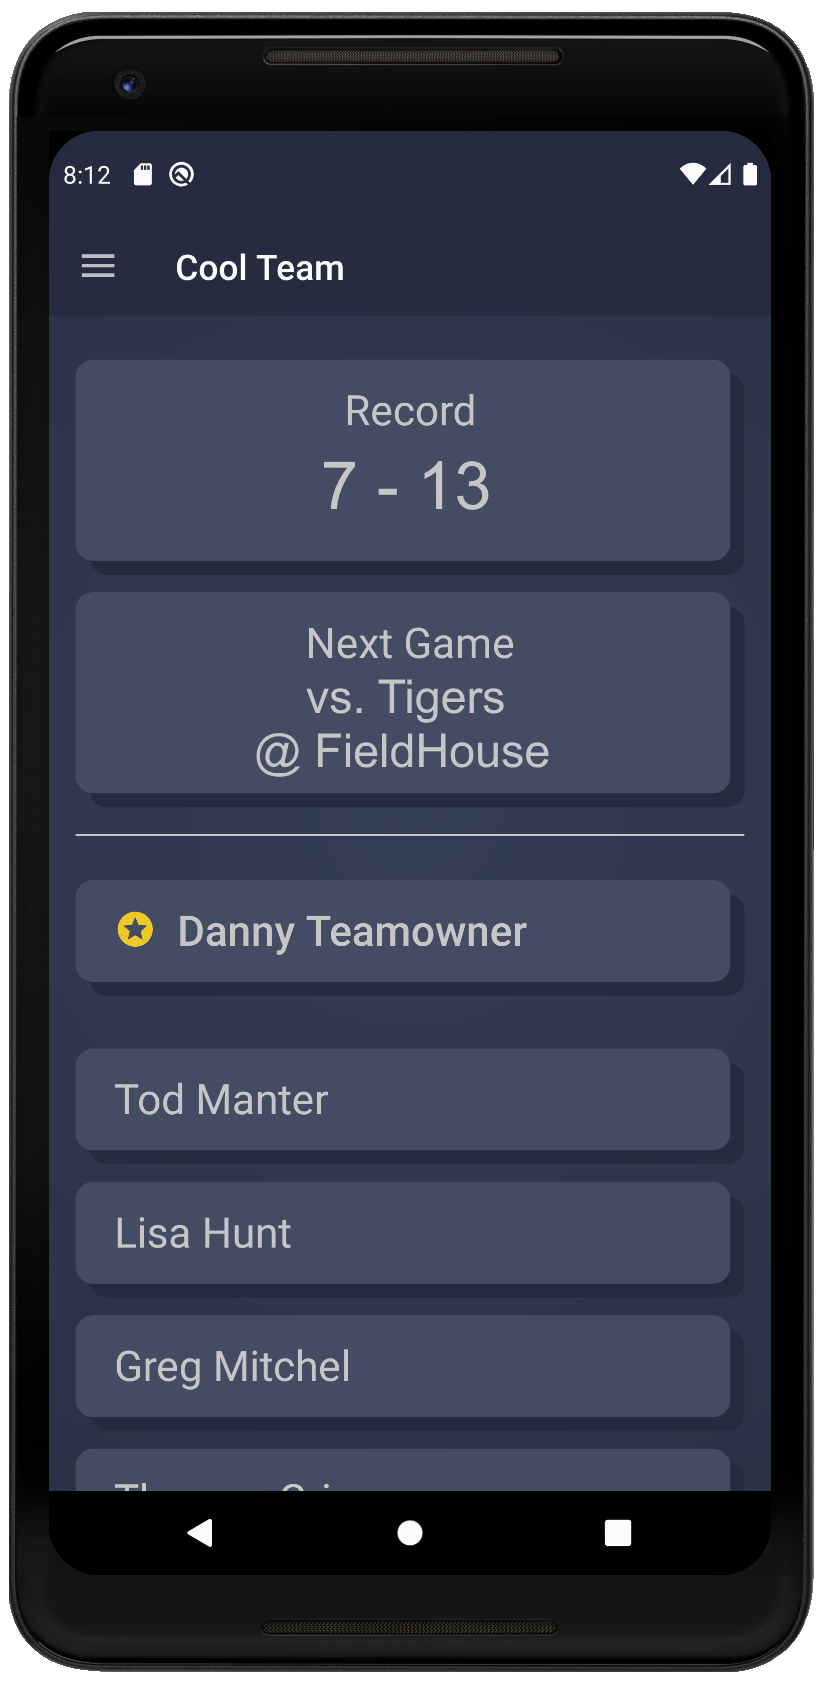 8:12
Cool Team
Record
7 - 13
Next Game
vs. Tigers
@ FieldHouse
Danny Teamowner
Tod Manter
Lisa Hunt
Greg Mitchel